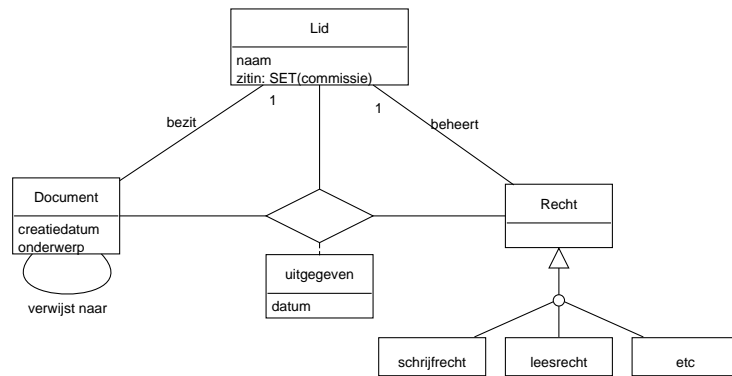 Lid
naam
zitin: SET(commissie)
1
1
bezit
beheert
Document
creatiedatum
onderwerp
verwijst naar
Recht
uitgegeven
datum
schrijfrecht
leesrecht
etc